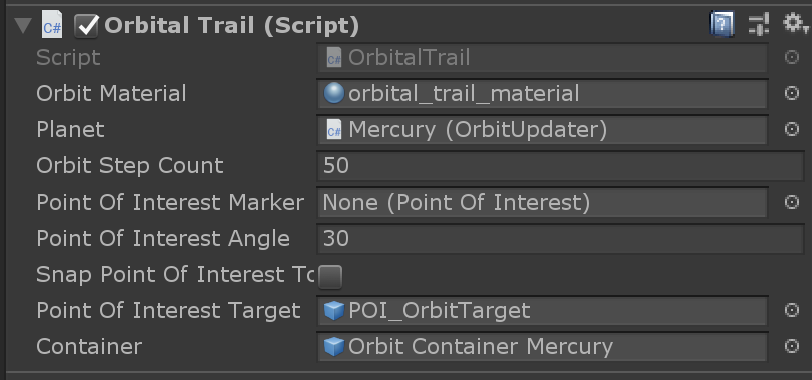 Orbital Trail (Script)
Script C# OrbitalTrail
Orbit Material orbital_trail_material
Planet C# Mercury (OrbitUpdater)
Orbit Step Count 50
Point Of Interest Marker None (Point Of Interest)
Point Of Interest Angle 30
Snap Point Of Interest To
Point Of Interest Target POI_OrbitTarget
Container Orbit Container Mercury